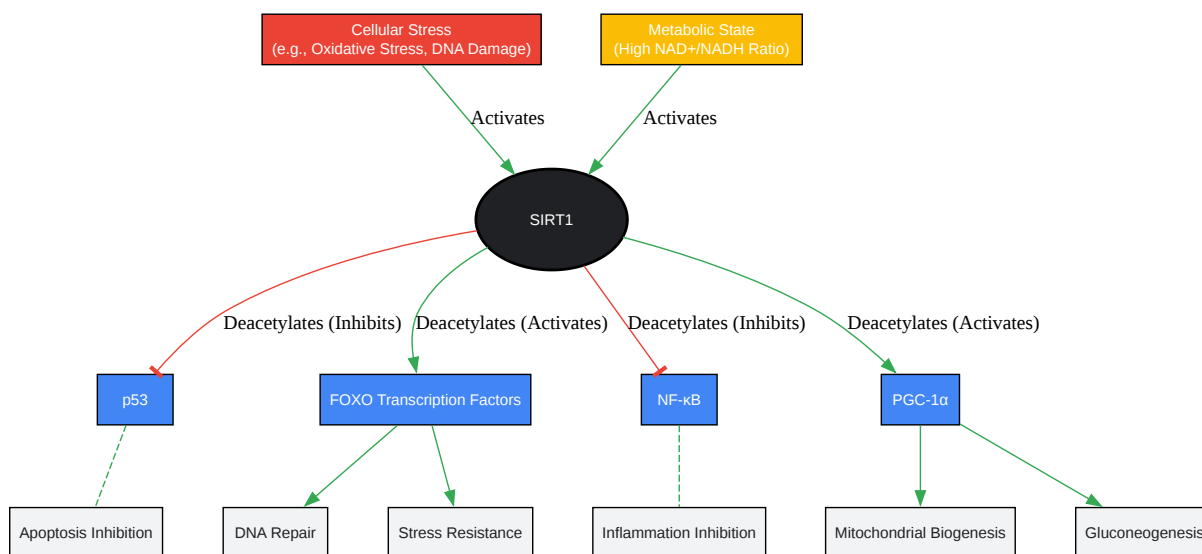 Cellular Stress
(e.g., Oxidative Stress, DNA Damage)
Metabolic State
(High NAD+/NADH Ratio)
Activates
Activates
SIRT1
Deacetylates (Inhibits)
Deacetylates (Activates)
Deacetylates (Inhibits)
Deacetylates (Activates)
p53
FOXO Transcription Factors
NF-κB
PGC-1α
Apoptosis Inhibition
DNA Repair
Stress Resistance
Inflammation Inhibition
Mitochondrial Biogenesis
Gluconeogenesis